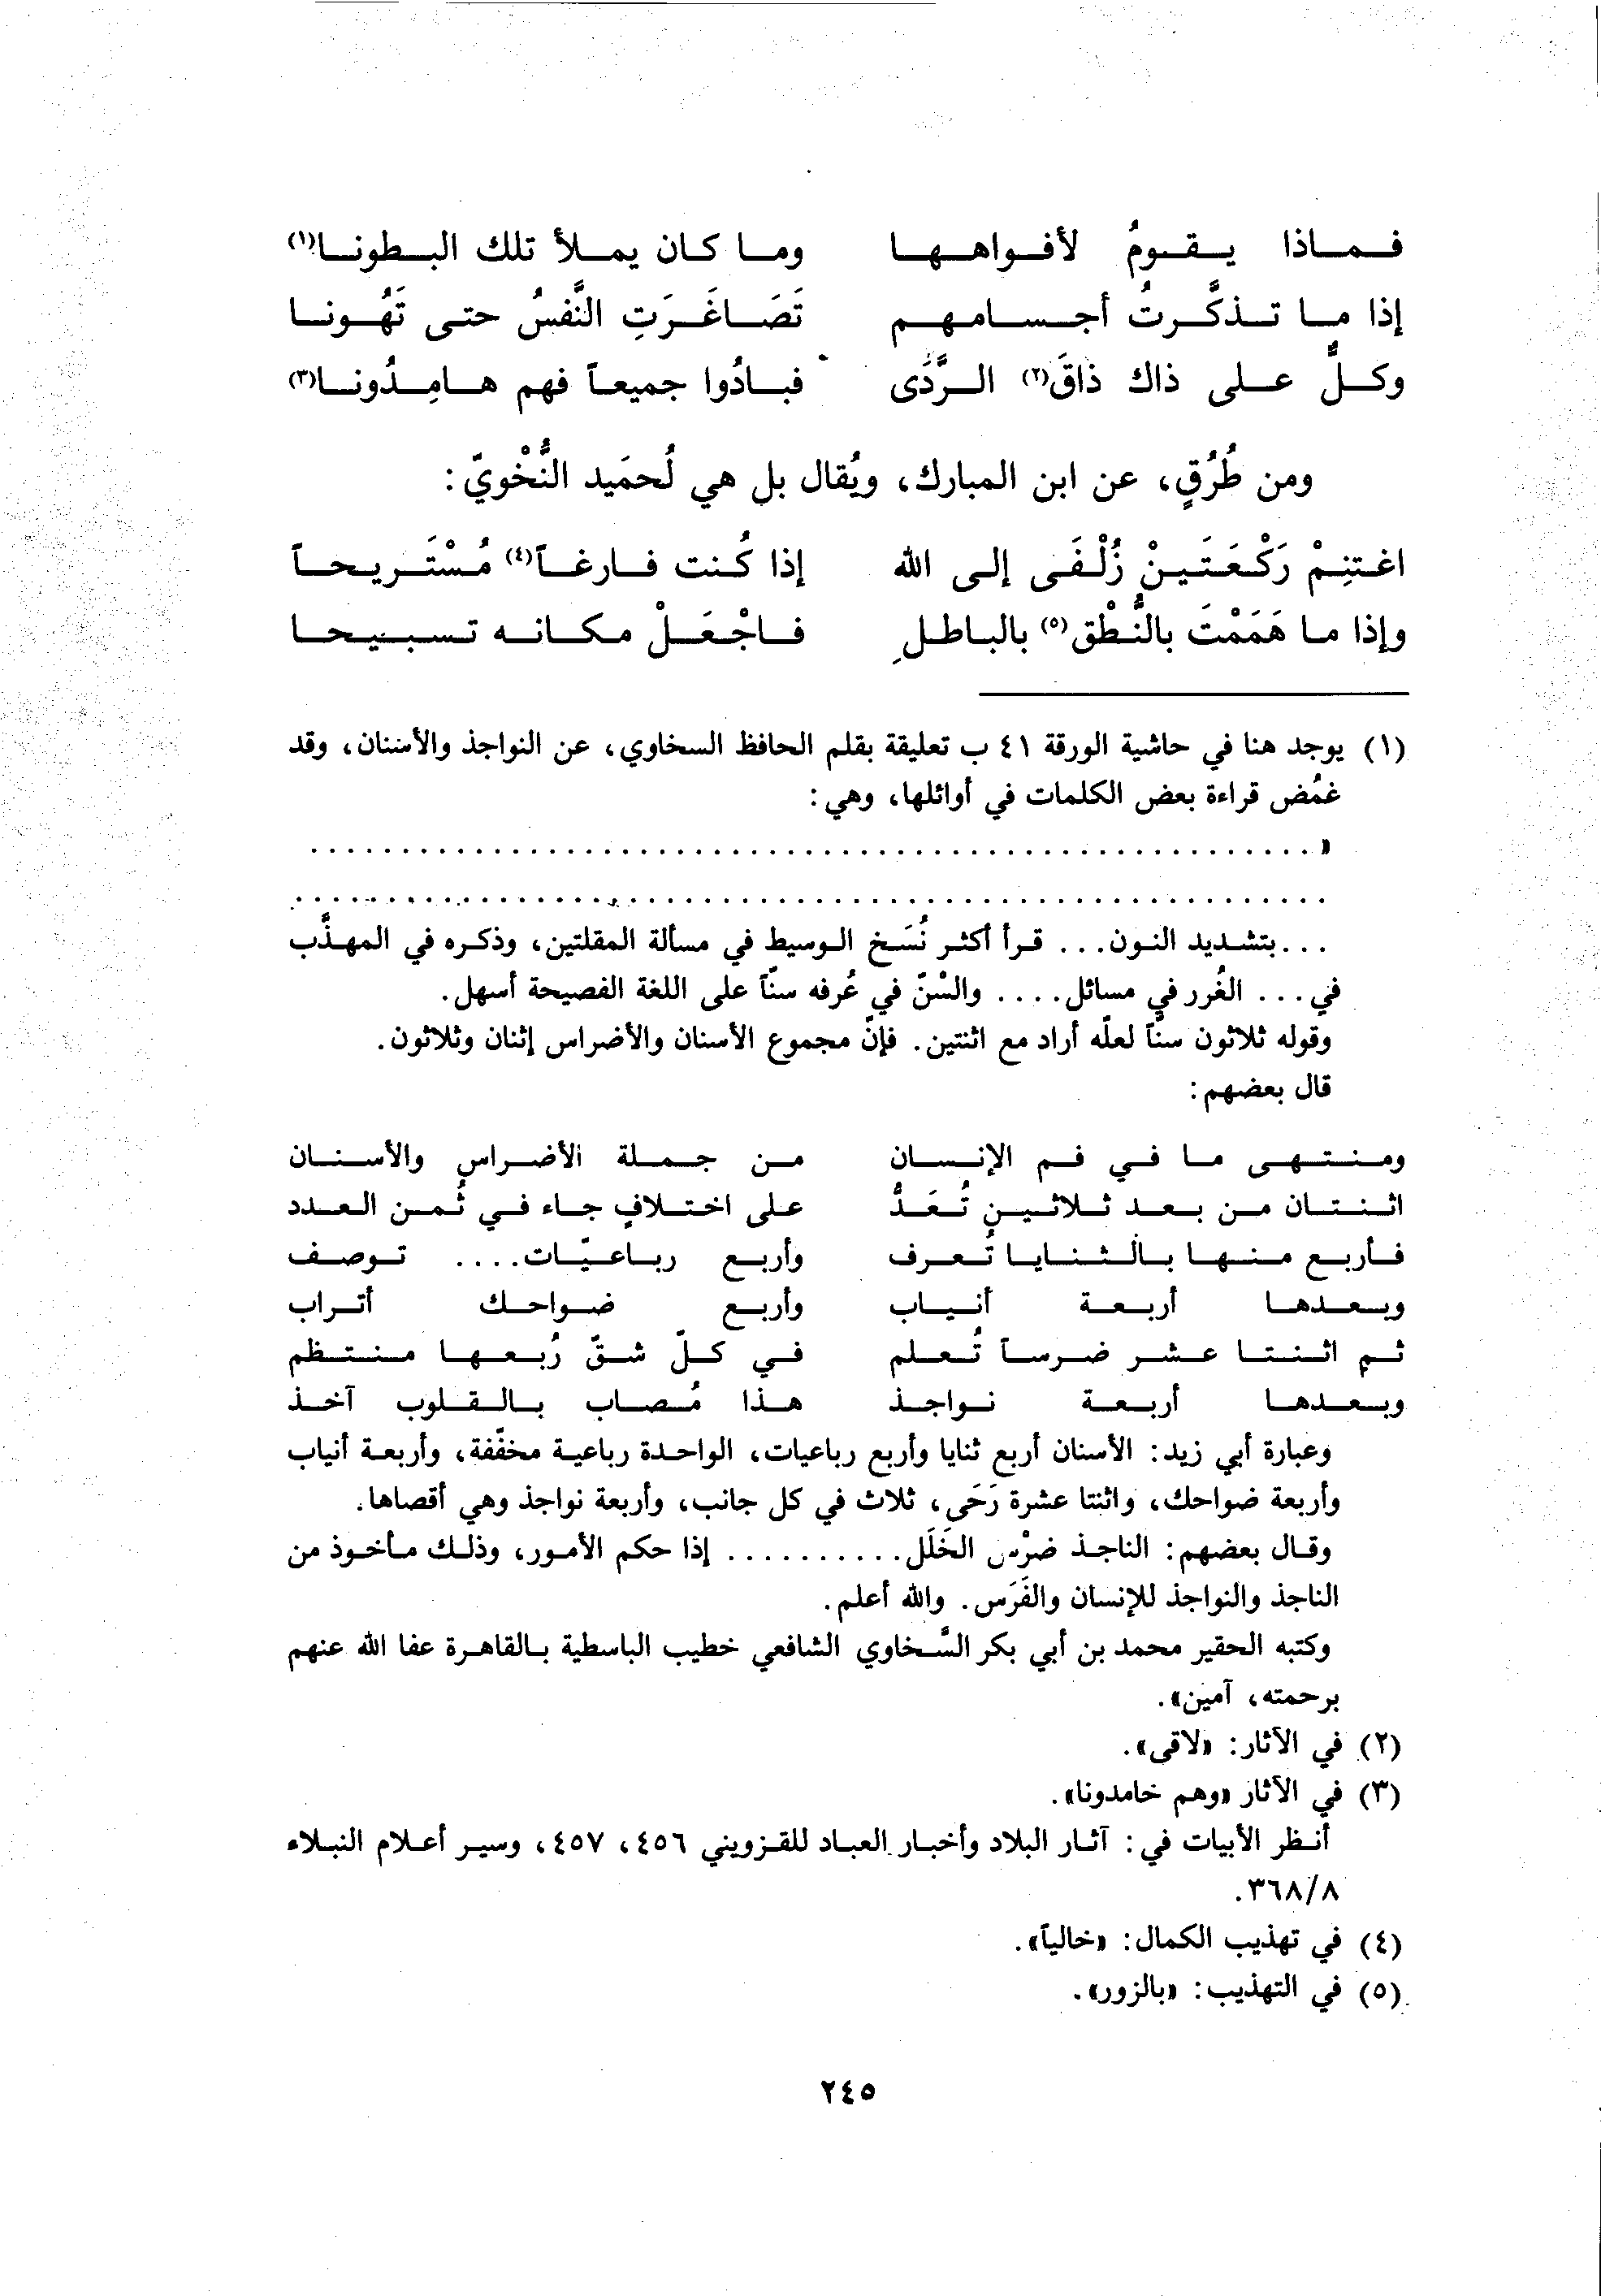 فماذا يقومُ لأفواهها وما كان يملأ تلك البطونا(١)
إذا ما تذكَّرتُ أجسامهم تَصَاغَرَتِ النَّفسُ حتى تَهُونا
وكلٌّ على ذاك ذاقَ(٢) الرَّدُى فبادُوا جميعاً فهم هامِدُونا(٣)
ومن طُرُقٍ، عن ابن المبارك، ويُقال بل هي لُحمَيد النُّخْويّ:
اغتنِمْ رَكْعَتَينْ زُلْفَى إلى الله إذا كُنت فارغاً(٤) مُسْتَريحاً
وإذا ما هَمَمْتَ بالنُّطْق(٥) بالباطلِ فاجْعَلْ مكانه تسبيحا
(١) يوجد هنا في حاشية الورقة ٤١ ب تعليقة بقلم الحافظ السخاوي، عن النواجذ والأسنان، وقد
غمُض قراءة بعض الكلمات في أوائلها، وهي:
« . . . . . . . . . . . . . . . . . . . . . . . . . . . . . . . . . . . . . . . .
. . . . . . . . . . . . . . . . . . . . . . . . . . . . . . . . . . . . . . . .
...بتشديد النون... قرأ أكثر نُسَخ الوسيط في مسألة المقلتين، وذكره في المهذَّب
في... الغُرر في مسائل.... والسْنّ في عُرفه سنّاً على اللغة الفصيحة أسهل.
وقوله ثلاثون سنّاً لعلّه أراد مع اثنتين. فإنّ مجموع الأسنان والأضراس إثنان وثلاثون.
قال بعضهم:
ومنتهى ما في فم الإنسان من جملة الأضراس والأسنان
اثنتان من بعد ثلاثين تُعَدُّ على اختلافٍ جاء في ثُمن العدد
فأربع منها بالثنايا تُعرف وأربع رباعيّات.... توصف
وبعدها أربعة أنياب وأربع ضواحك أتراب
ثم اثنتا عشر ضرساً تُعلم في كلّ شقّ رُبعها منتظم
وبعدها أربعة نواجذ هذا مُصاب بالقلوب آخذ
وعبارة أبي زيد: الأسنان أربع ثنايا وأربع رباعيات، الواحدة رباعية مخفّفة، وأربعة أنياب
وأربعة ضواحك، واثنتا عشرة رَحَى، ثلاث في كل جانب، وأربعة نواجذ وهي أقصاها.
وقال بعضهم: الناجذ ضرْس الخَلَل.......... إذا حكم الأمور، وذلك مأخوذ من
الناجذ والنواجذ للإنسان والفَرَس. والله أعلم.
وكتبه الحقير محمد بن أبي بكر السَّخاوي الشافعي خطيب الباسطية بالقاهرة عفا الله عنهم
برحمته، آمين».
(٢) في الآثار: «لاقى».
(٣) في الآثار «وهم خامدونا».
أنظر الأبيات في: آثار البلاد وأخبار العباد للقزويني ٤٥٦، ٤٥٧، وسير أعلام النبلاء
٣٦٨/٨.
(٤) في تهذيب الكمال: «خالياً».
(٥) في التهذيب: «بالزور».
٢٤٥